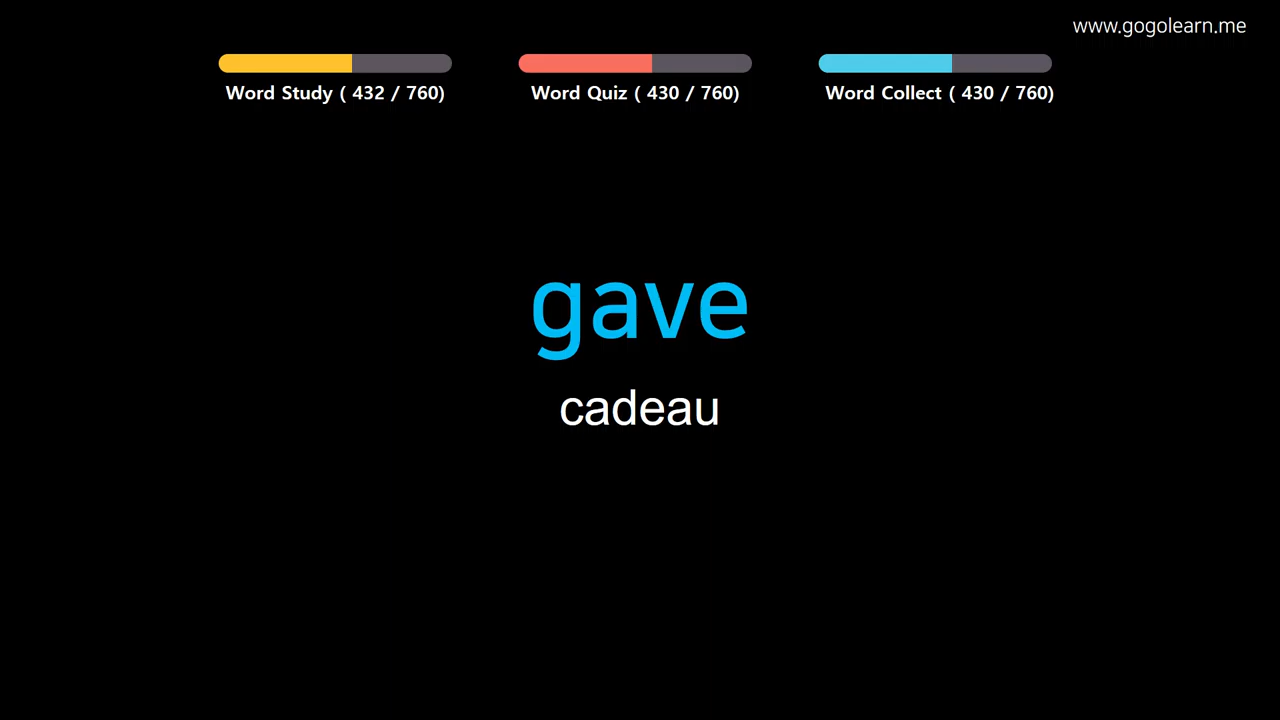 www.gogolearn.me
Word Study ( 432 / 760)
Word Quiz ( 430 / 760)
Word Collect ( 430 / 760)
gave
cadeau